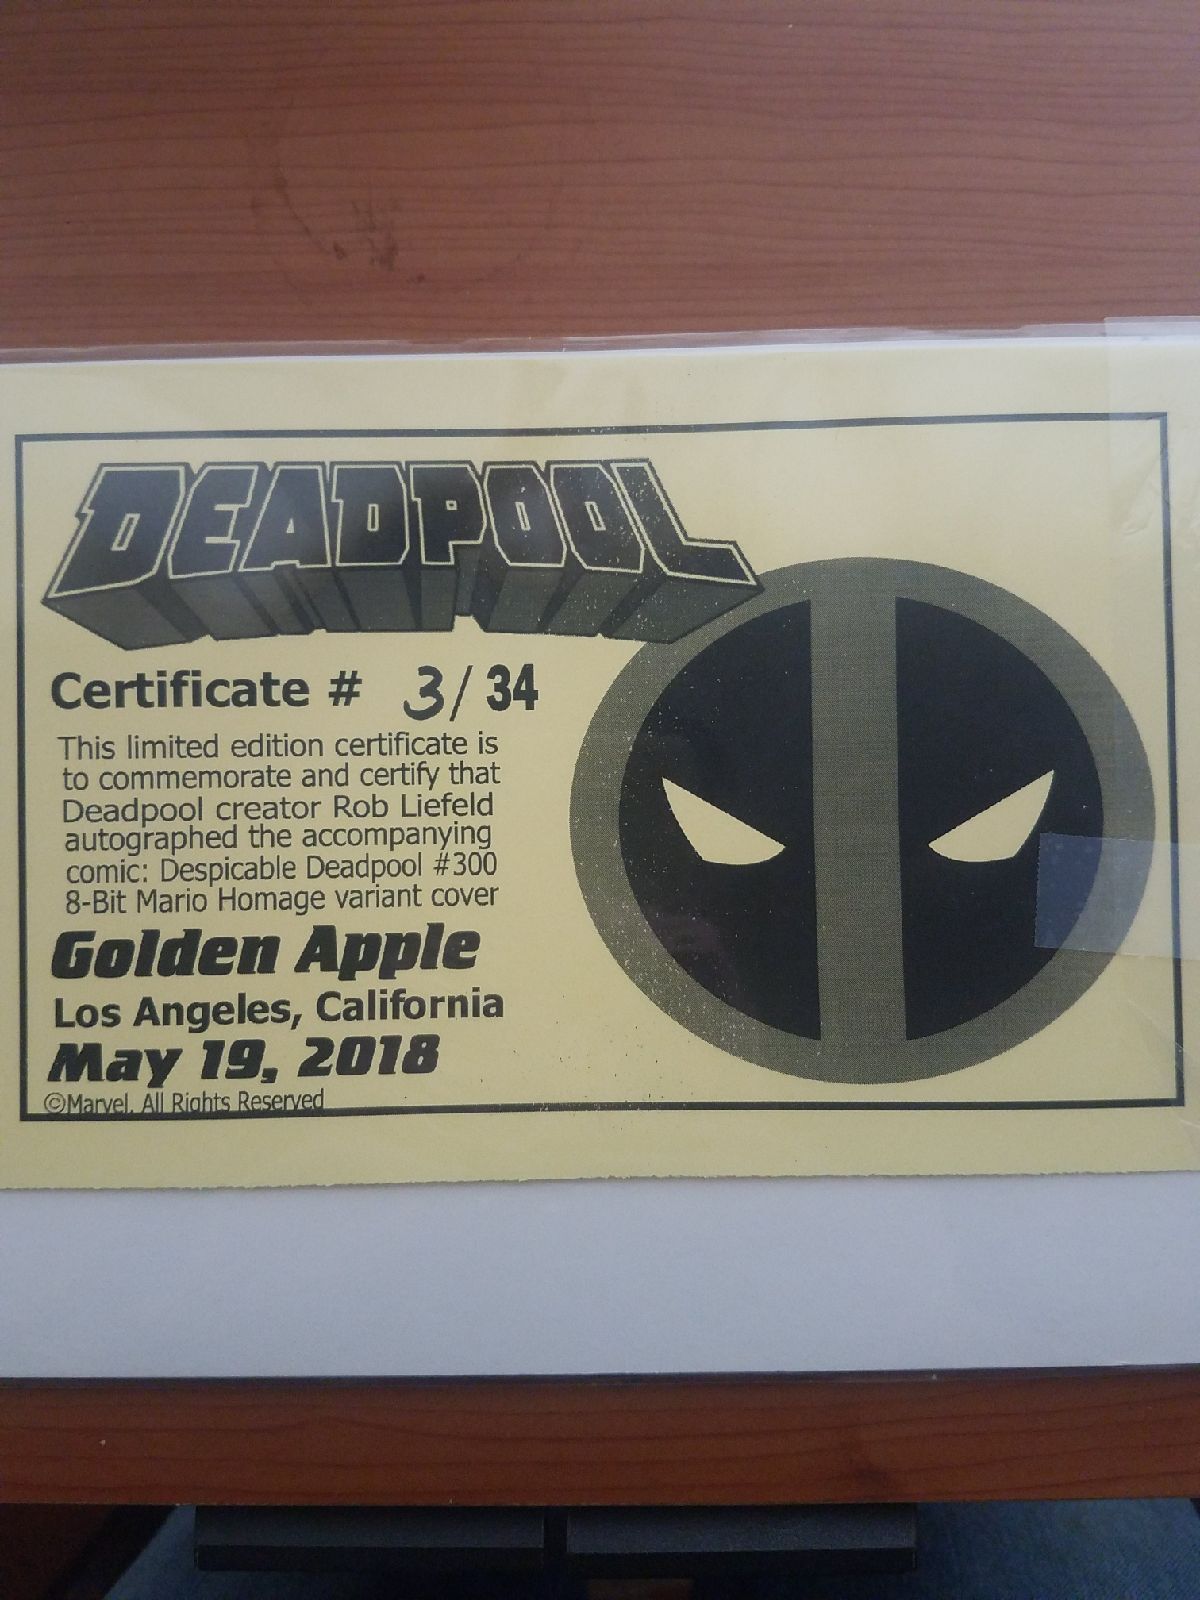 DEADPOOL
Certificate # 3/34
This limited edition certificate is
to commemorate and certify that
Deadpool creator Rob Liefeld
autographed the accompanying
comic: Despicable Deadpool #300
8-Bit Mario Homage variant cover
Golden Apple
Los Angeles, California
May 19, 2018
©Marvel. All Rights Reserved